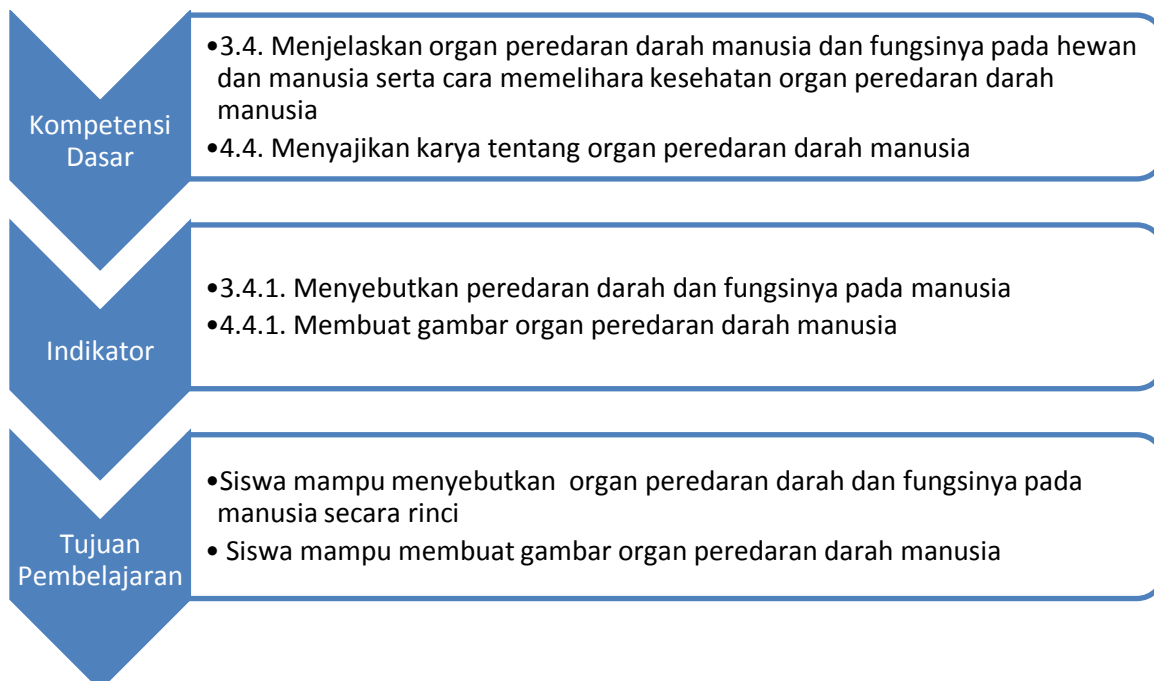 Kompetensi
Dasar
•3.4. Menjelaskan organ peredaran darah manusia dan fungsinya pada hewan
dan manusia serta cara memelihara kesehatan organ peredaran darah
manusia
•4.4. Menyajikan karya tentang organ peredaran darah manusia
Indikator
•3.4.1. Menyebutkan peredaran darah dan fungsinya pada manusia
•4.4.1. Membuat gambar organ peredaran darah manusia
Tujuan
Pembelajaran
•Siswa mampu menyebutkan organ peredaran darah dan fungsinya pada
manusia secara rinci
• Siswa mampu membuat gambar organ peredaran darah manusia